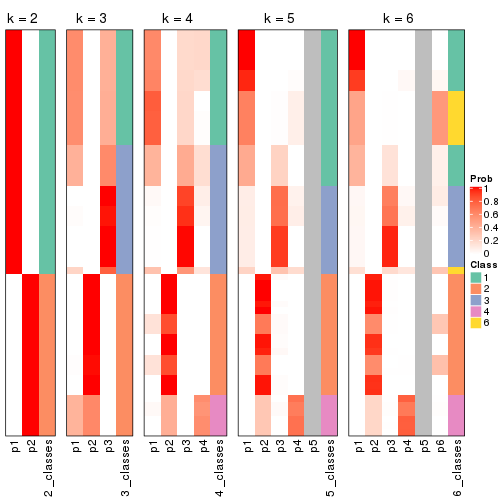 k = 2 k = 3 k = 4 k = 5 k = 6
Prob
1
0.8
0.6
0.4
0.2
0
Class
1
2
3
4
6
p1 p2 2_classes p1 p2 p3 3_classes p1 p2 p3 p4 4_classes p1 p2 p3 p4 p5 5_classes p1 p2 p3 p4 p5 p6 6_classes